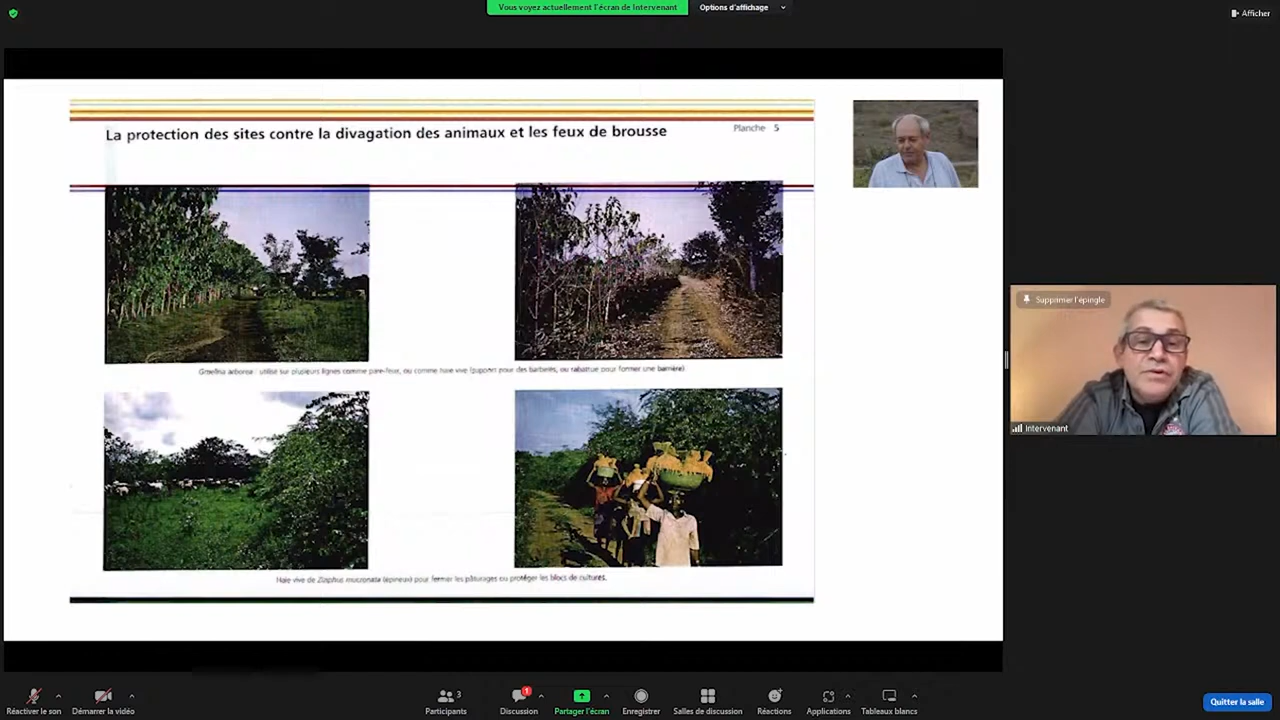 Vous voyez actuellement l'écran de Intervenant
Options d'affichage
Afficher
La protection des sites contre la divagation des animaux et les feux de brousse
Planche 5
Gmelina arborea : utilisé sur plusieurs lignes comme pare-feux, ou comme haie vive (support pour des barbelés, ou rabattue pour former une barrière)
Haie vive de Ziziphus mucronata (épineux) pour fermer les pâturages ou protéger les blocs de cultures.
Supprimer l'épingle
Intervenant
Réactiver le son
Démarrer la vidéo
Participants
3
Discussion
1
Partager l'écran
Enregistrer
Salles de discussion
Réactions
Applications
Tableaux blancs
Quitter la salle